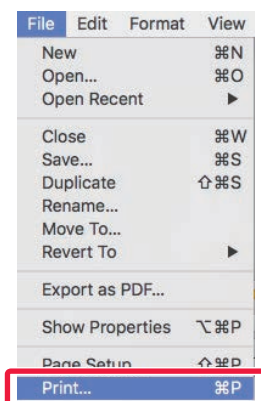 File Edit Format View
New ⌘N
Open... ⌘O
Open Recent ▶
Close ⌘W
Save... ⌘S
Duplicate ⇧⌘S
Rename...
Move To...
Revert To ▶
Export as PDF...
Show Properties ⌥⌘P
Page Setup ⇧⌘P
Print... ⌘P